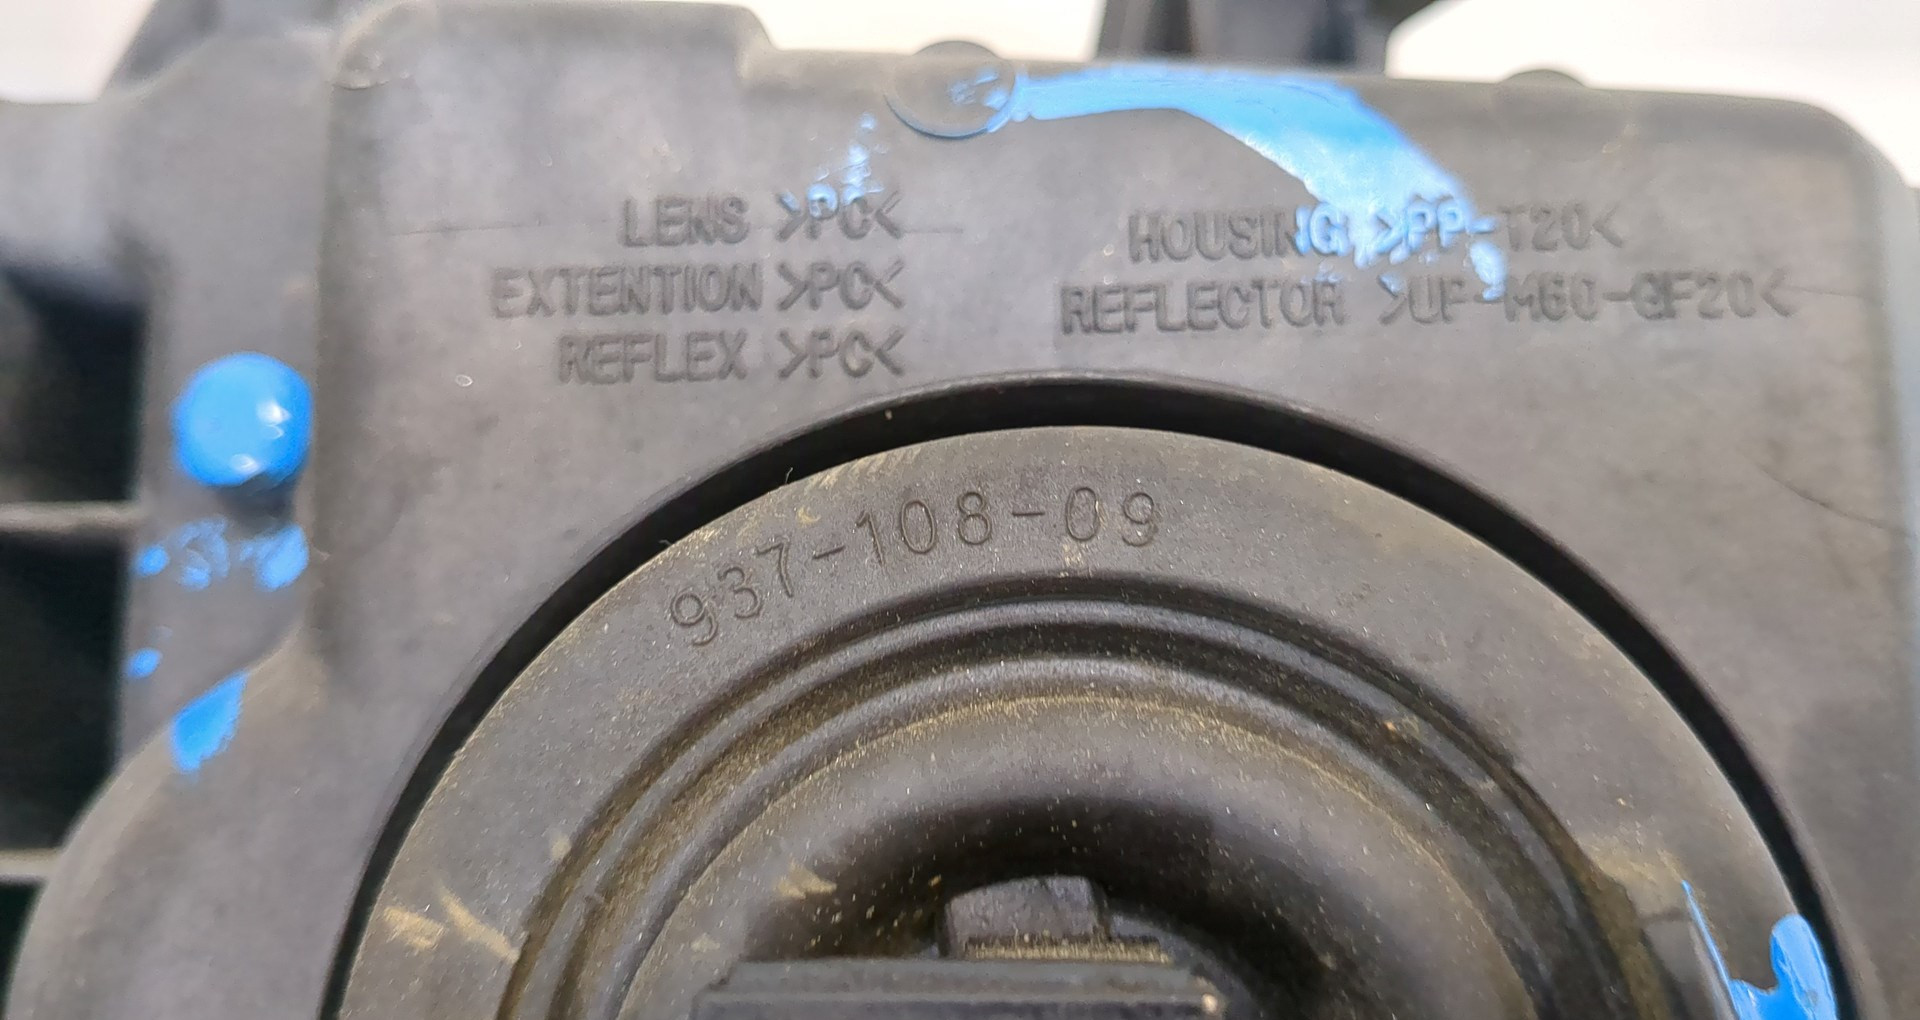 LENS >PC<
EXTENTION >PC<
REFLEX >PC<
HOUSING >PP-T20<
REFLECTOR >UP-M60-GF20<
937-108-09